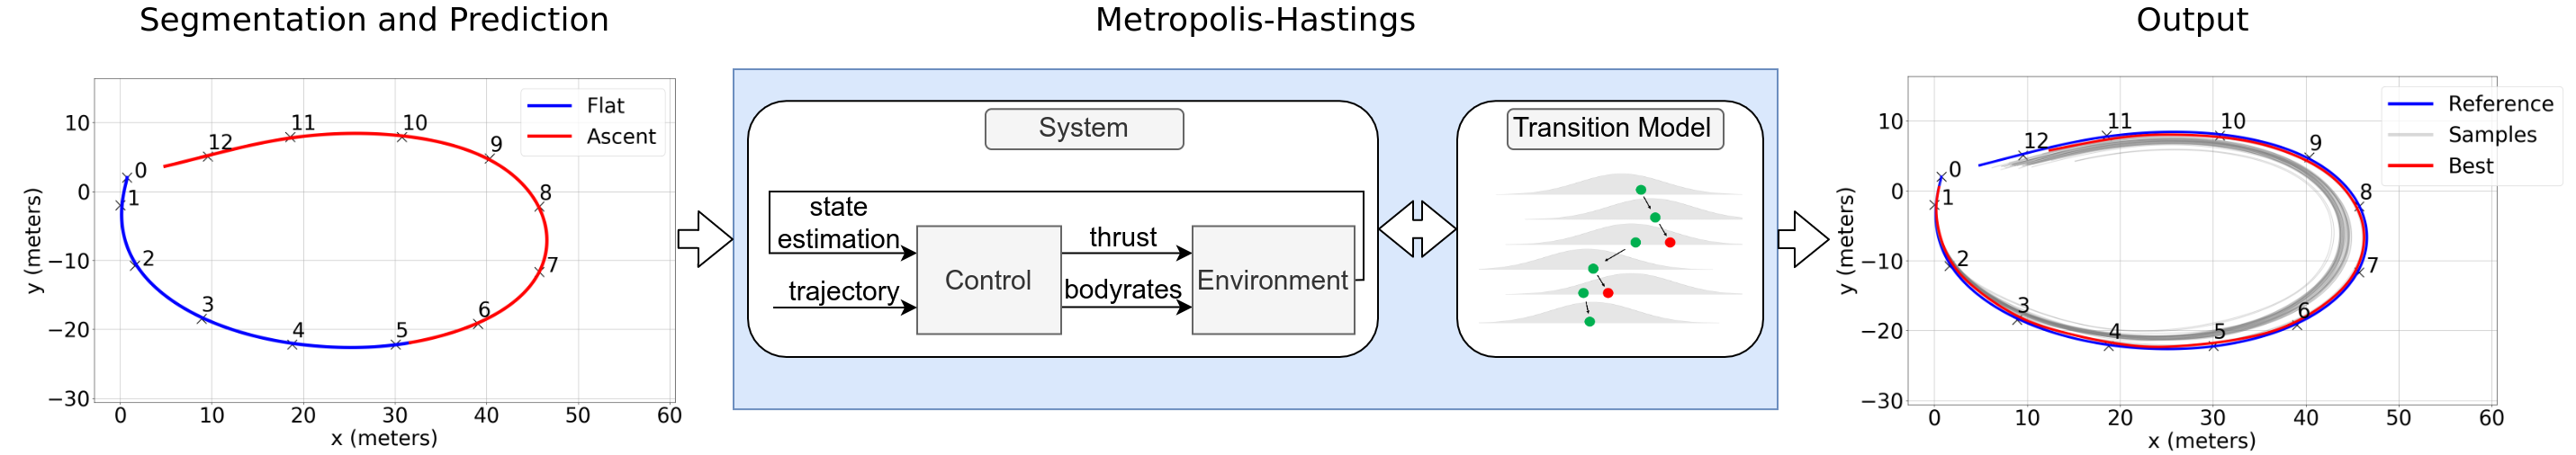 Segmentation and Prediction
Metropolis-Hastings
Output
Flat
Ascent
10
0
−10
−20
−30
y (meters)
0
1
2
3
4
5
6
7
8
9
10
11
12
0
10
20
30
40
50
60
x (meters)
System
state
estimation
trajectory
Control
thrust
bodyrates
Environment
Transition Model
Reference
Samples
Best
10
0
−10
−20
−30
y (meters)
0
1
2
3
4
5
6
7
8
9
10
11
12
0
10
20
30
40
50
60
x (meters)